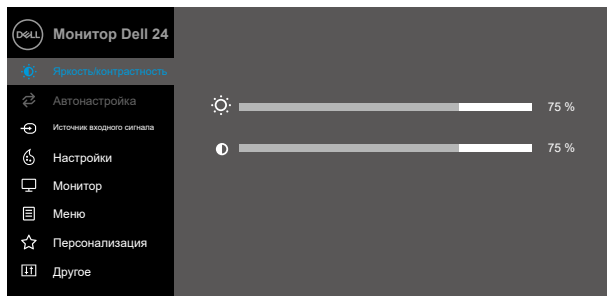 DELL Монитор Dell 24
Яркость/контрастность
Автонастройка
75 %
Источник входного сигнала
Настройки
75 %
Монитор
Меню
Персонализация
Другое